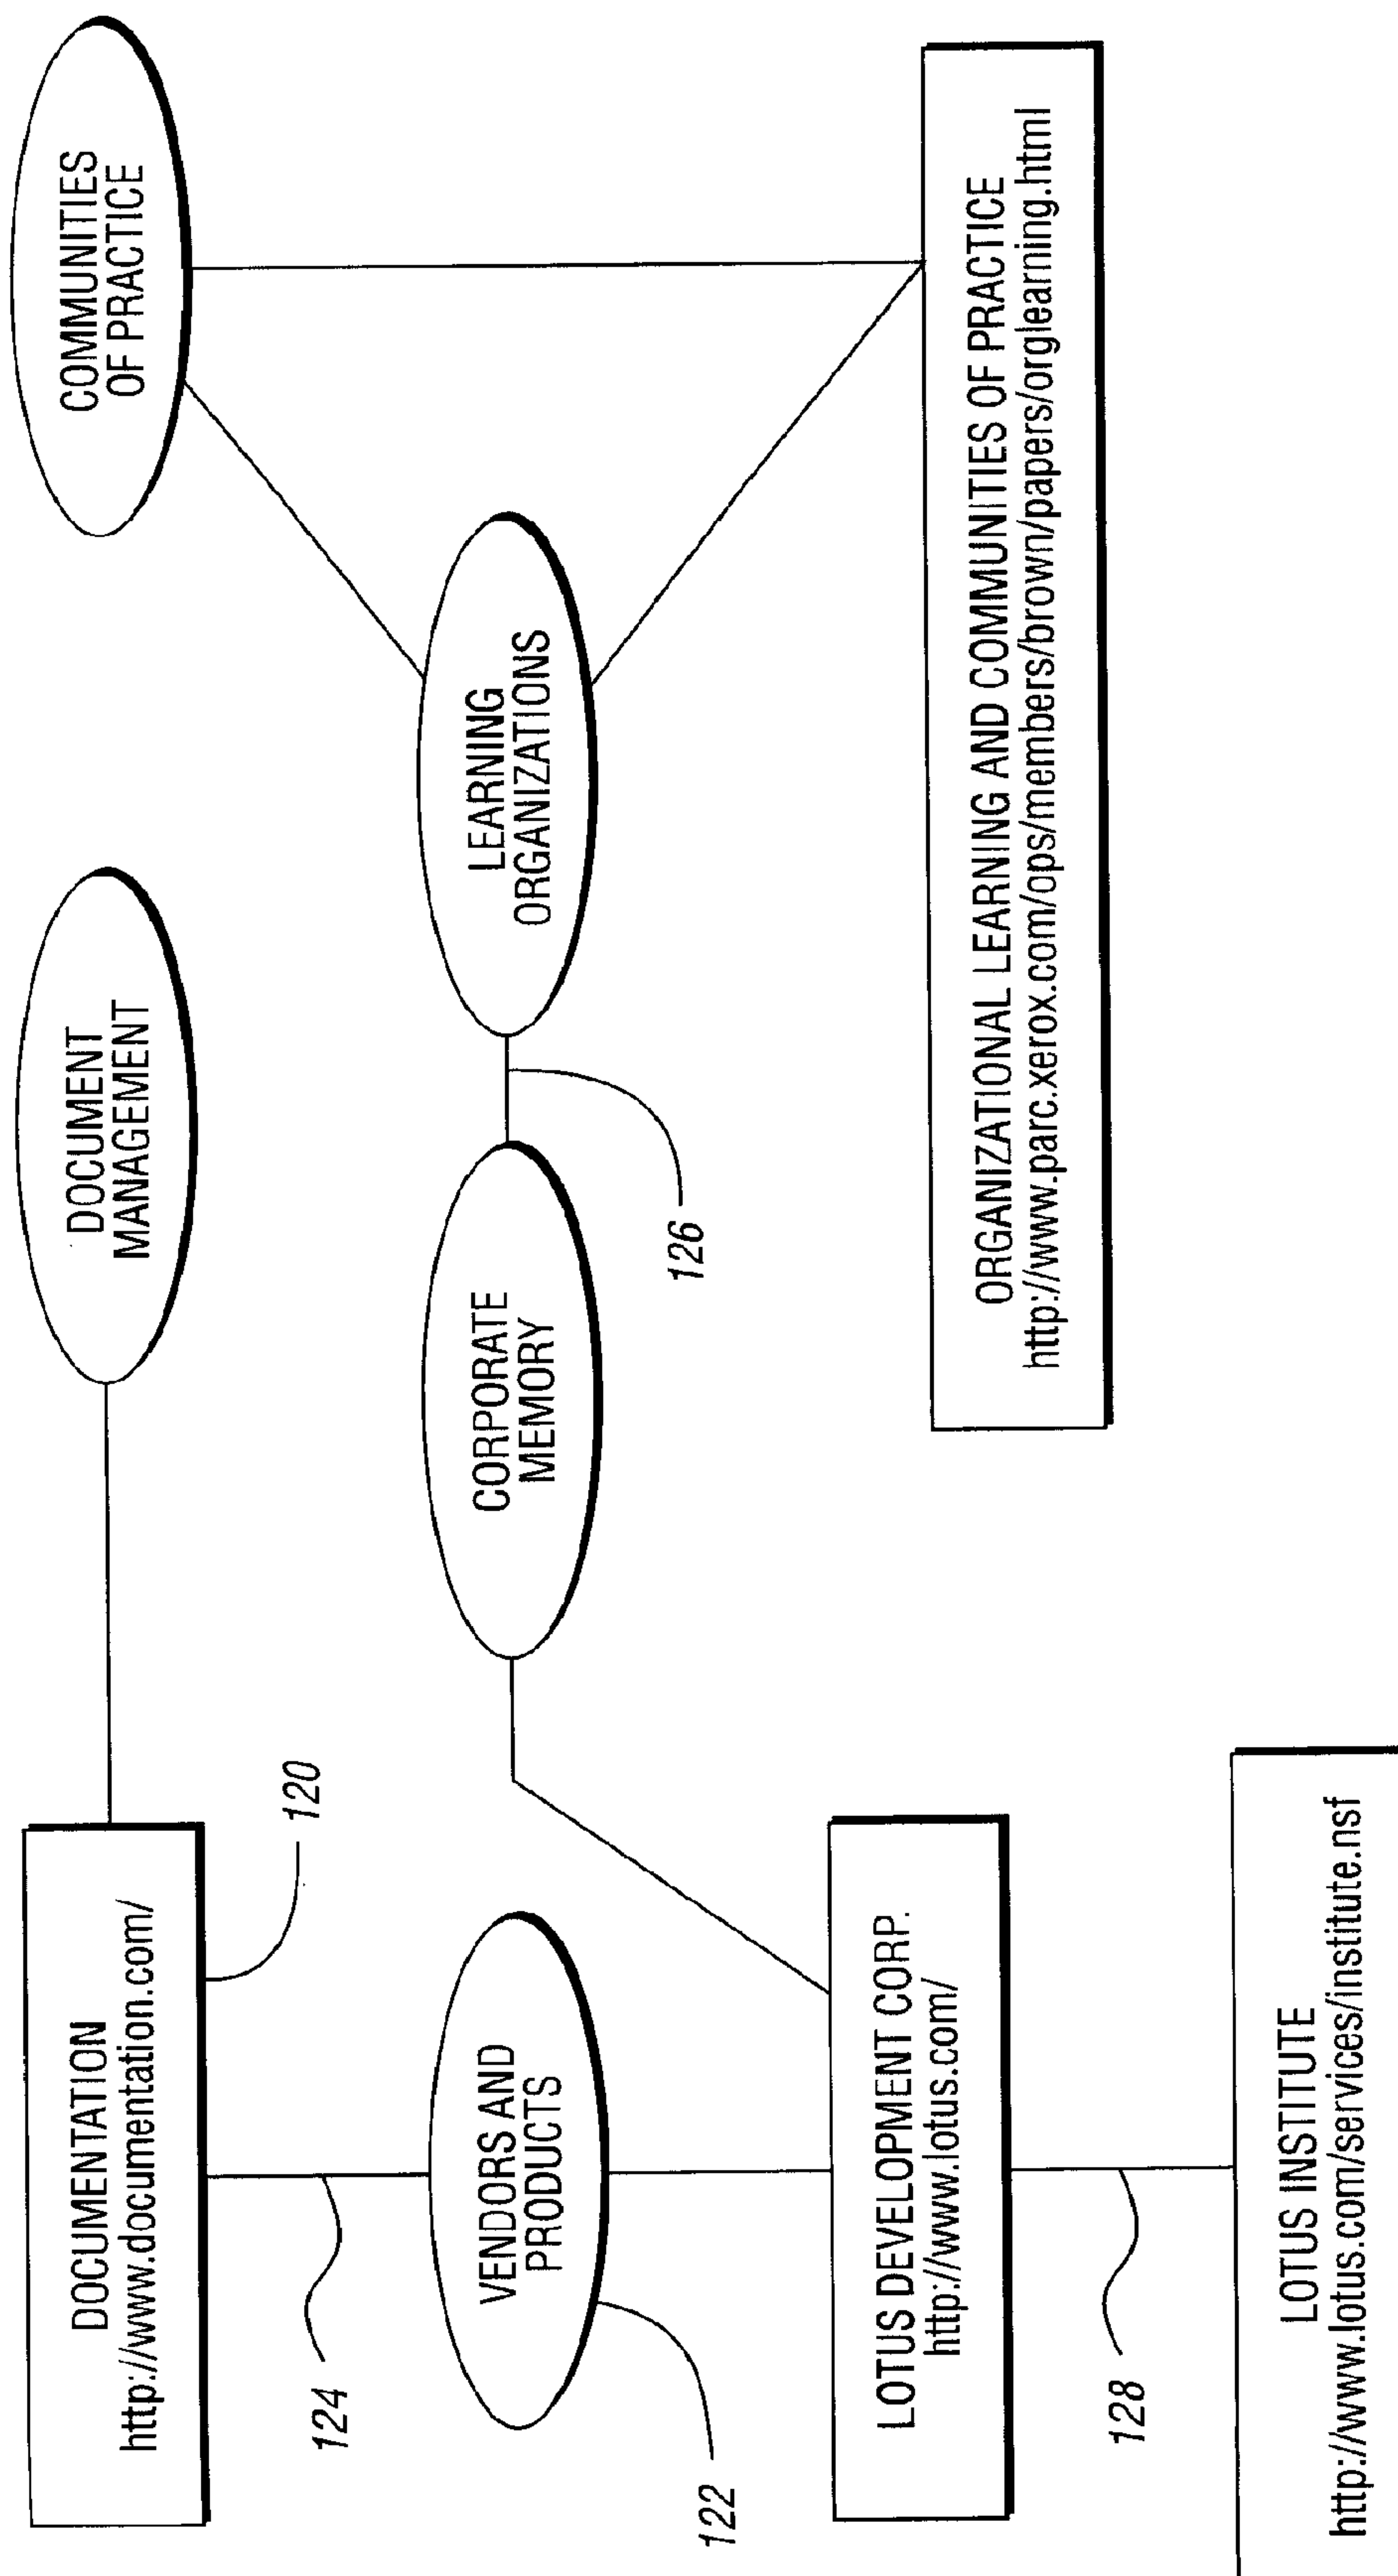 DOCUMENTATION
http://www.documentation.com/
120
DOCUMENT
MANAGEMENT
COMMUNITIES
OF PRACTICE
124
VENDORS AND
PRODUCTS
122
CORPORATE
MEMORY
126
LEARNING
ORGANIZATIONS
LOTUS DEVELOPMENT CORP.
http://www.lotus.com/
128
ORGANIZATIONAL LEARNING AND COMMUNITIES OF PRACTICE
http://www.parc.xerox.com/ops/members/brown/papers/orglearning.html
LOTUS INSTITUTE
http://www.lotus.com/services/institute.nsf